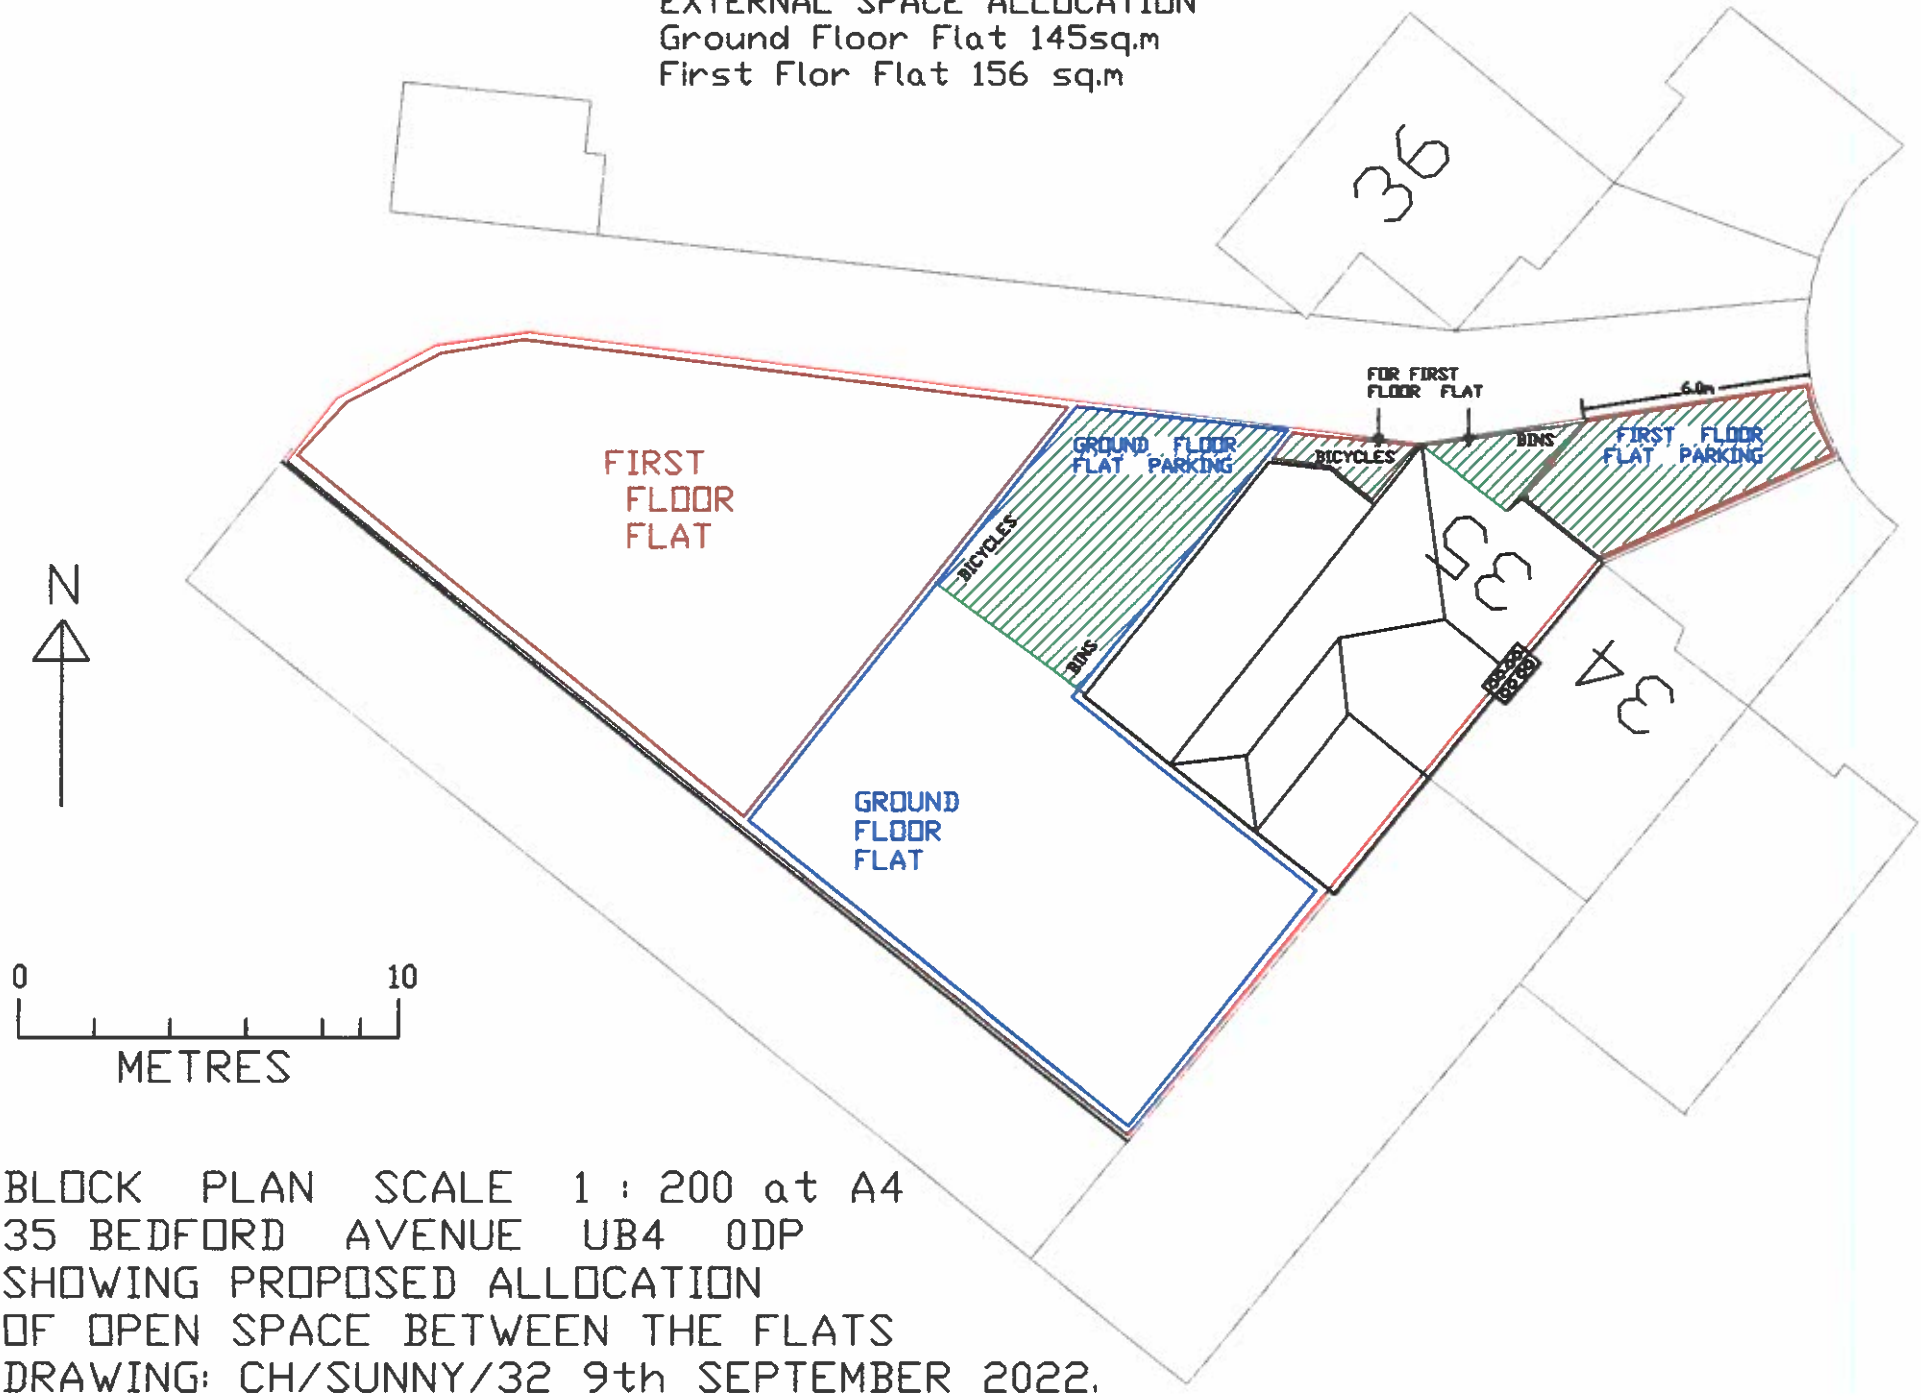 EXTERNAL SPACE ALLOCATION
Ground Floor Flat 145sq.m
First Flor Flat 156 sq.m
36
FOR FIRST
FLOOR FLAT
6.0m
GROUND FLOOR
FLAT PARKING
BICYCLES
BINS
FIRST FLOOR
FLAT PARKING
FIRST
FLOOR
FLAT
BICYCLES
BINS
35
34
N
GROUND
FLOOR
FLAT
0 10
METRES
BLOCK PLAN SCALE 1 : 200 at A4
35 BEDFORD AVENUE UB4 0DP
SHOWING PROPOSED ALLOCATION
OF OPEN SPACE BETWEEN THE FLATS
DRAWING: CH/SUNNY/32 9th SEPTEMBER 2022.